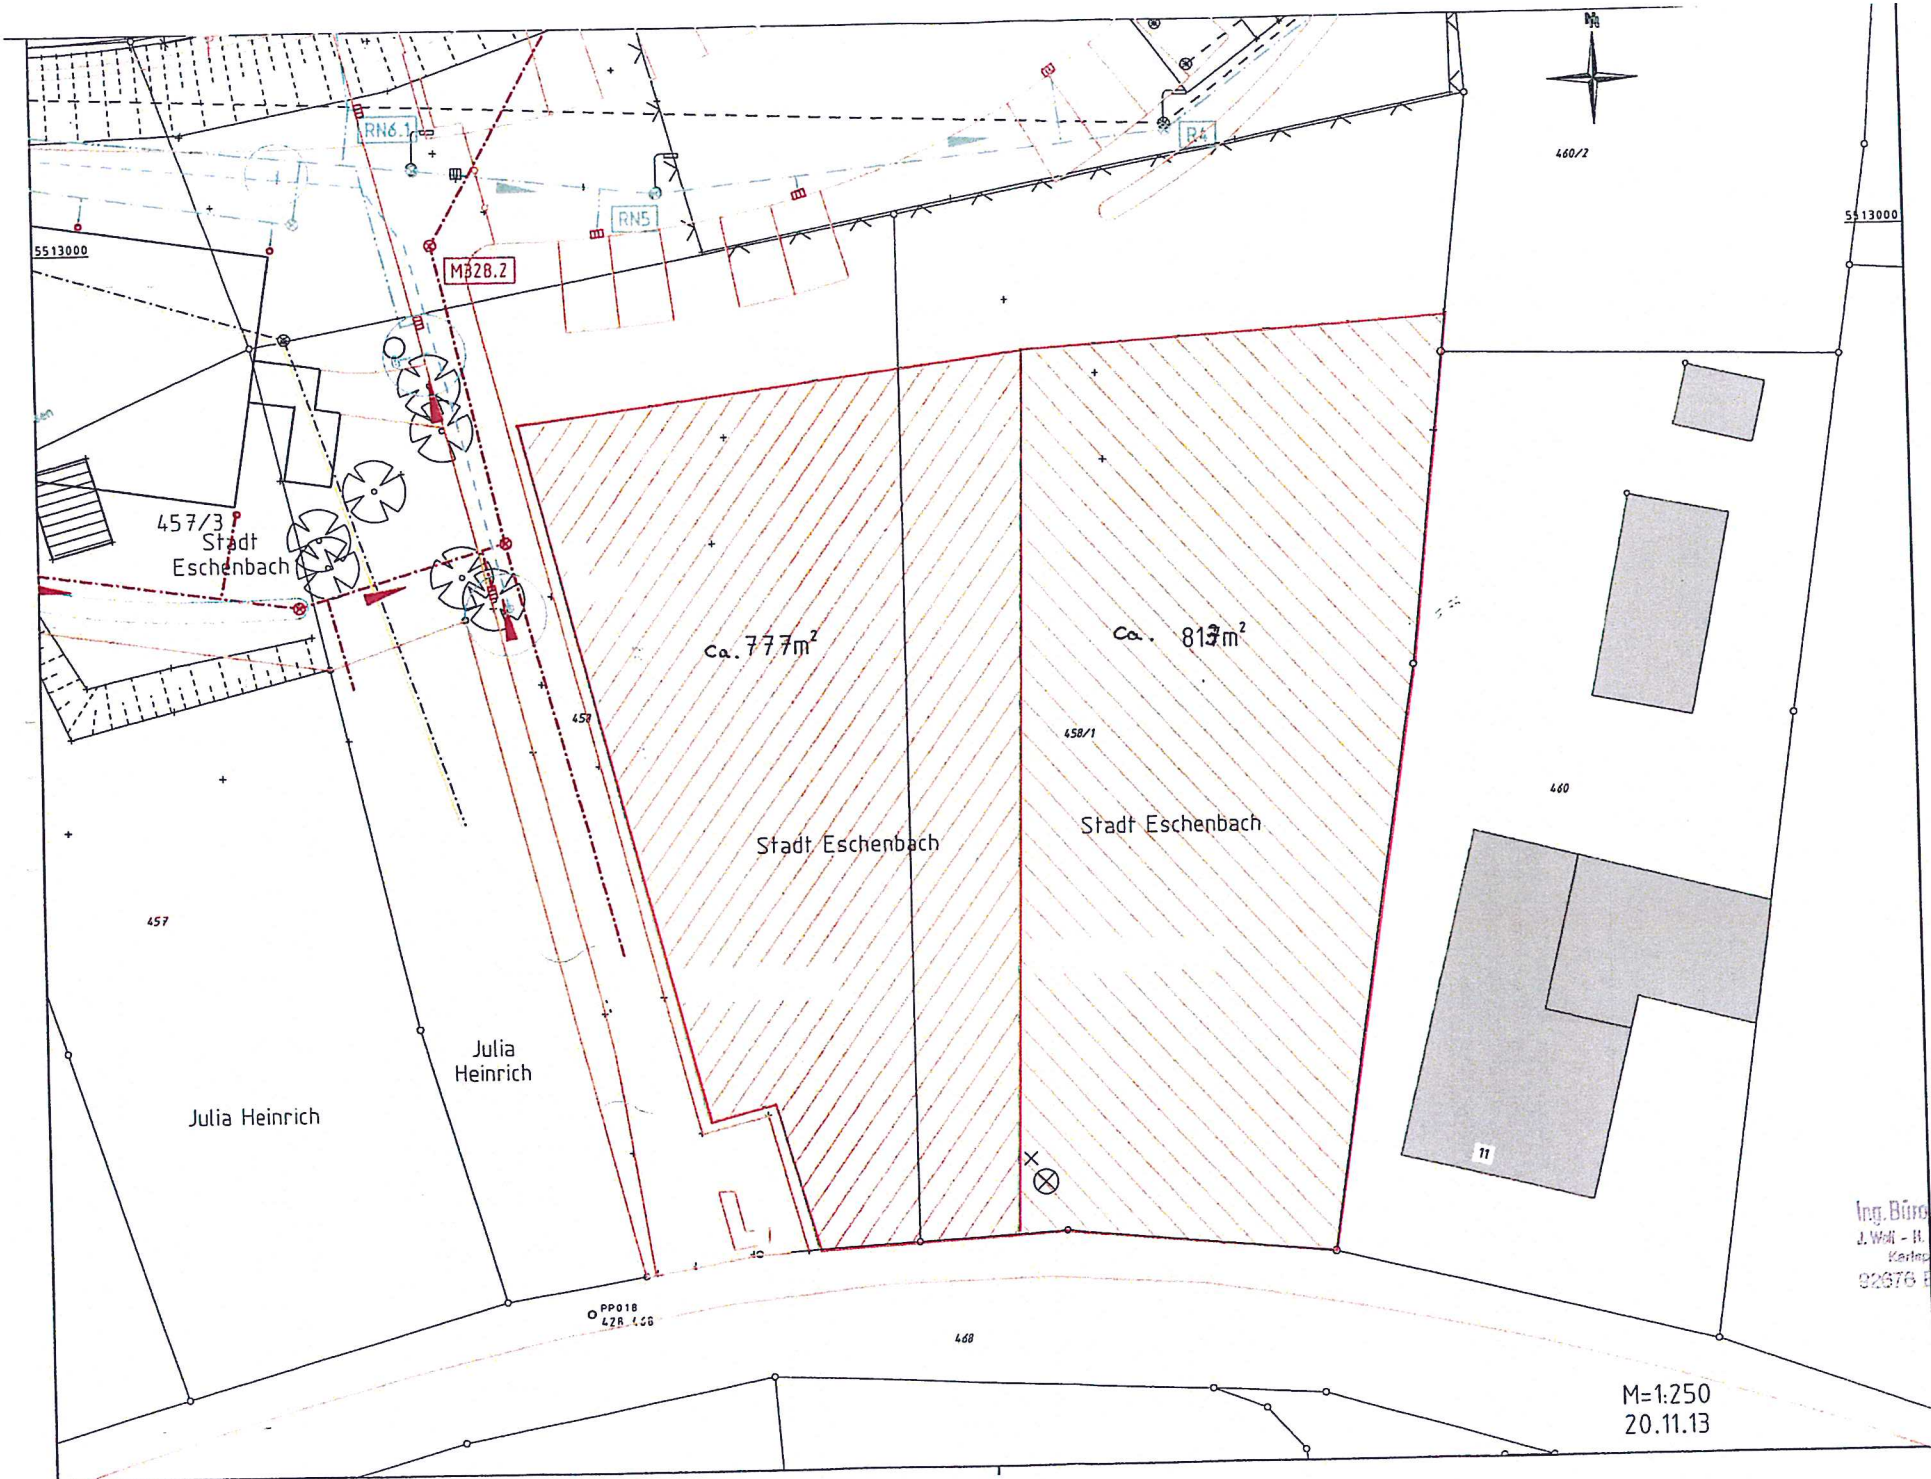 N
RN6.1
R4
460/2
RN5
5513000
5513000
M328.2
457/3
Stadt
Eschenbach
ca. 777m²
ca. 813m²
458/1
460
Stadt Eschenbach
Stadt Eschenbach
457
Julia
Heinrich
Julia Heinrich
11
Ing.Büro
92676
PP018
468
M=1:250
20.11.13